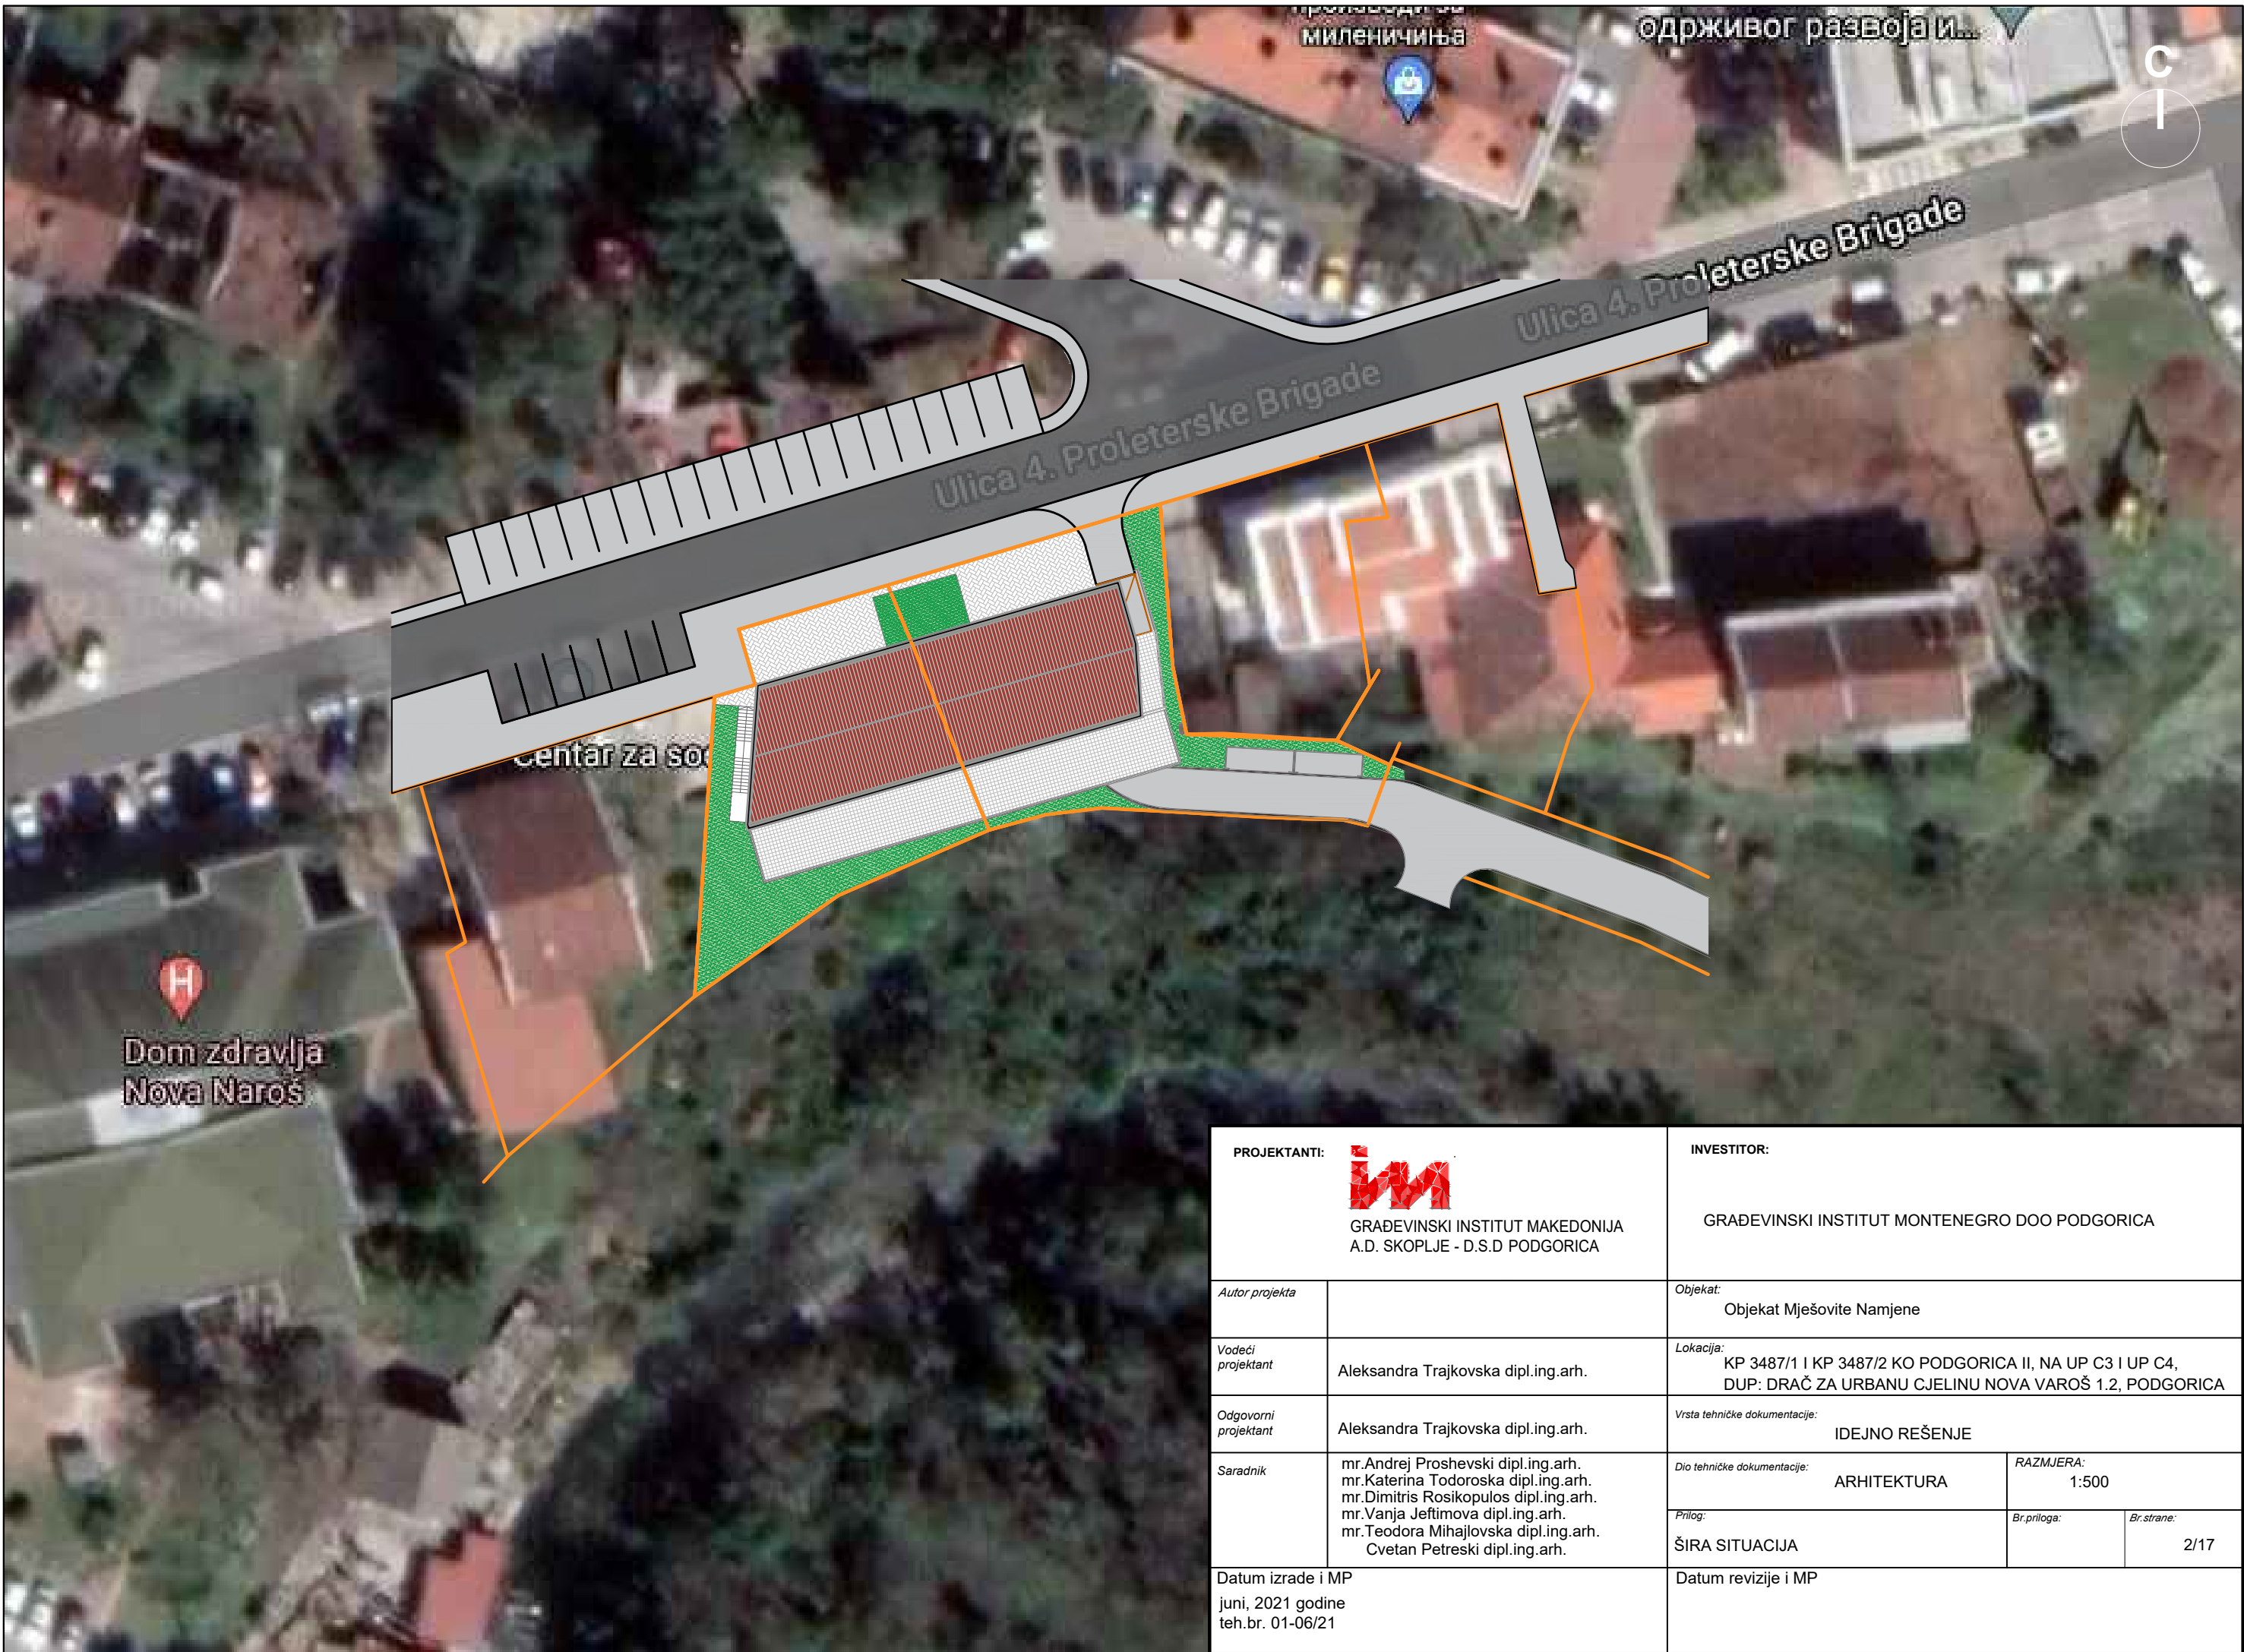 миленичиња
одрживог развоја и...
С
Ulica 4. Proleterske Brigade
Ulica 4. Proleterske Brigade
Centar za soc
H
Dom zdravlja
Nova Naroš
PROJEKTANTI:
im
GRAĐEVINSKI INSTITUT MAKEDONIJA
A.D. SKOPLJE - D.S.D PODGORICA
INVESTITOR:
GRAĐEVINSKI INSTITUT MONTENEGRO DOO PODGORICA
Autor projekta
Objekat:
Objekat Mješovite Namjene
Vodeći
projektant
Aleksandra Trajkovska dipl.ing.arh.
Lokacija:
KP 3487/1 I KP 3487/2 KO PODGORICA II, NA UP C3 I UP C4,
DUP: DRAČ ZA URBANU CJELINU NOVA VAROŠ 1.2, PODGORICA
Odgovorni
projektant
Aleksandra Trajkovska dipl.ing.arh.
Vrsta tehničke dokumentacije:
IDEJNO REŠENJE
Saradnik
mr.Andrej Proshevski dipl.ing.arh.
mr.Katerina Todoroska dipl.ing.arh.
mr.Dimitris Rosikopulos dipl.ing.arh.
mr.Vanja Jeftimova dipl.ing.arh.
mr.Teodora Mihajlovska dipl.ing.arh.
Cvetan Petreski dipl.ing.arh.
Dio tehničke dokumentacije:
ARHITEKTURA
RAZMJERA:
1:500
Prilog:
ŠIRA SITUACIJA
Br.priloga:
Br.strane:
2/17
Datum izrade i MP
juni, 2021 godine
teh.br. 01-06/21
Datum revizije i MP